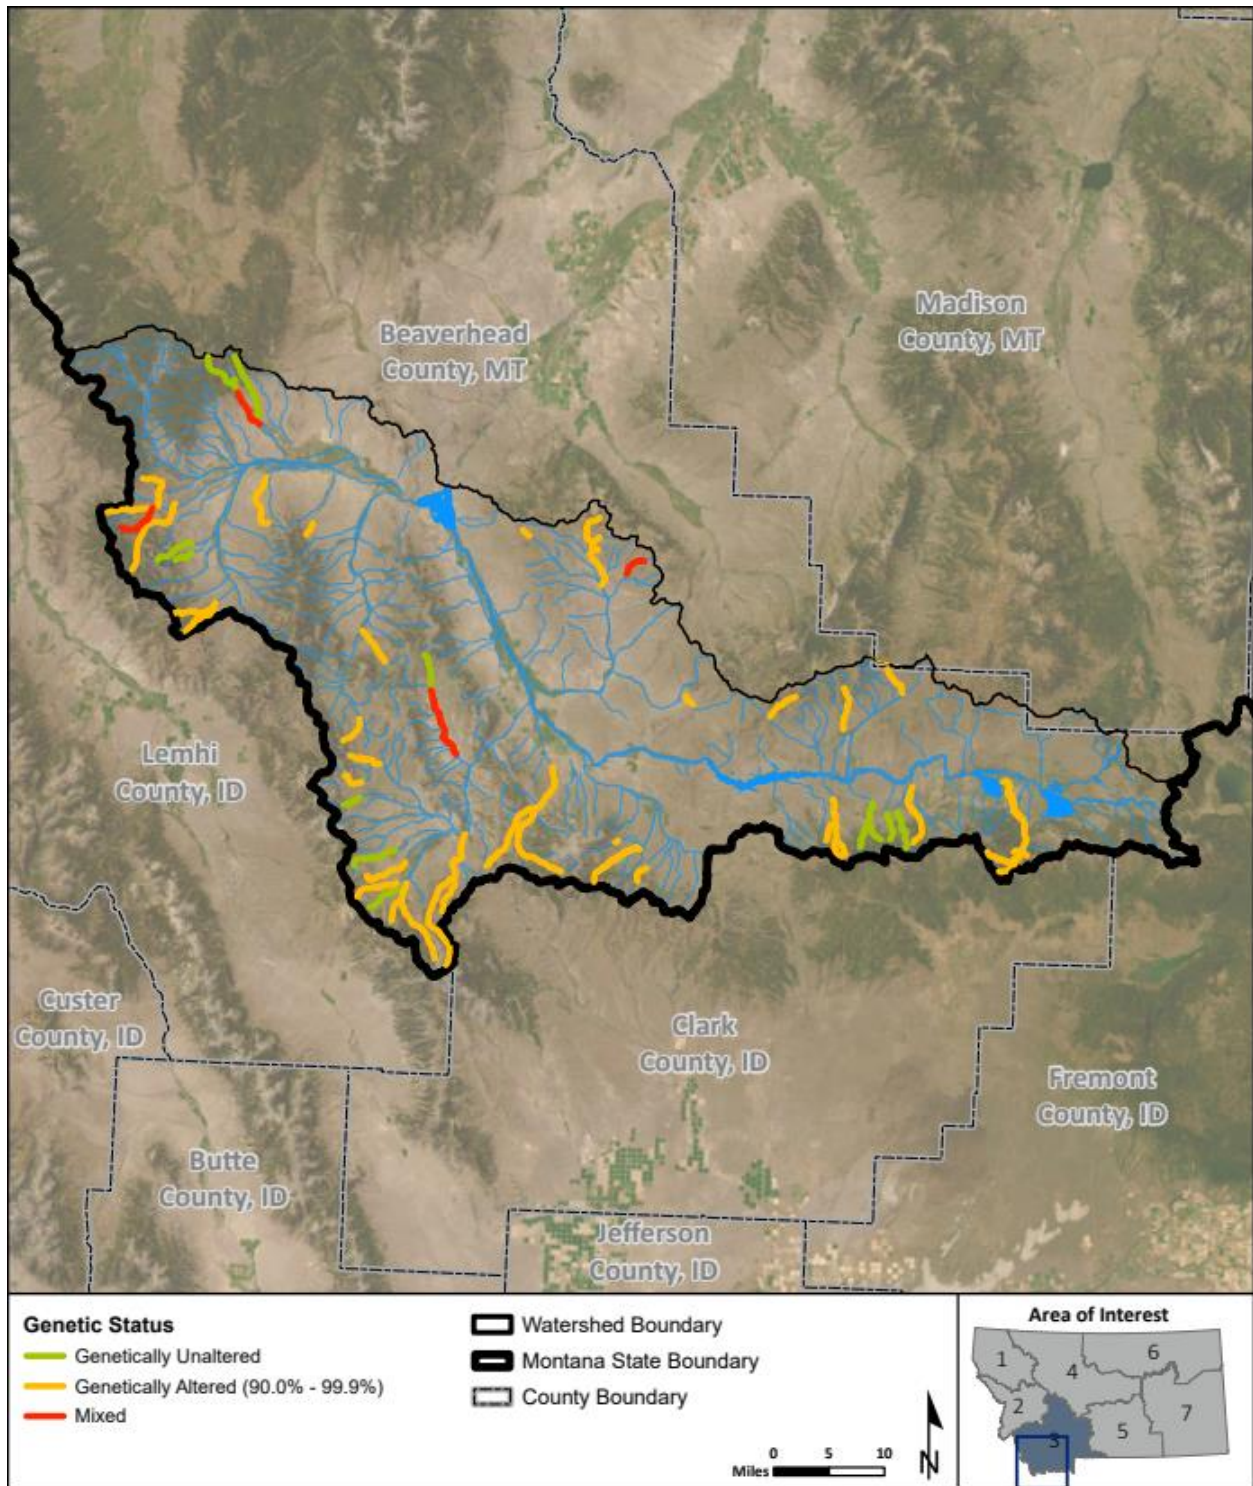 Beaverhead
County, MT
Madison
County, MT
Lemhi
County, ID
Custer
County, ID
Clark
County, ID
Fremont
County, ID
Butte
County, ID
Jefferson
County, ID
Genetic Status
Genetically Unaltered
Genetically Altered (90.0% - 99.9%)
Mixed
Watershed Boundary
Montana State Boundary
County Boundary
0 5 10
Miles
N
Area of Interest
1
2
3
4
5
6
7